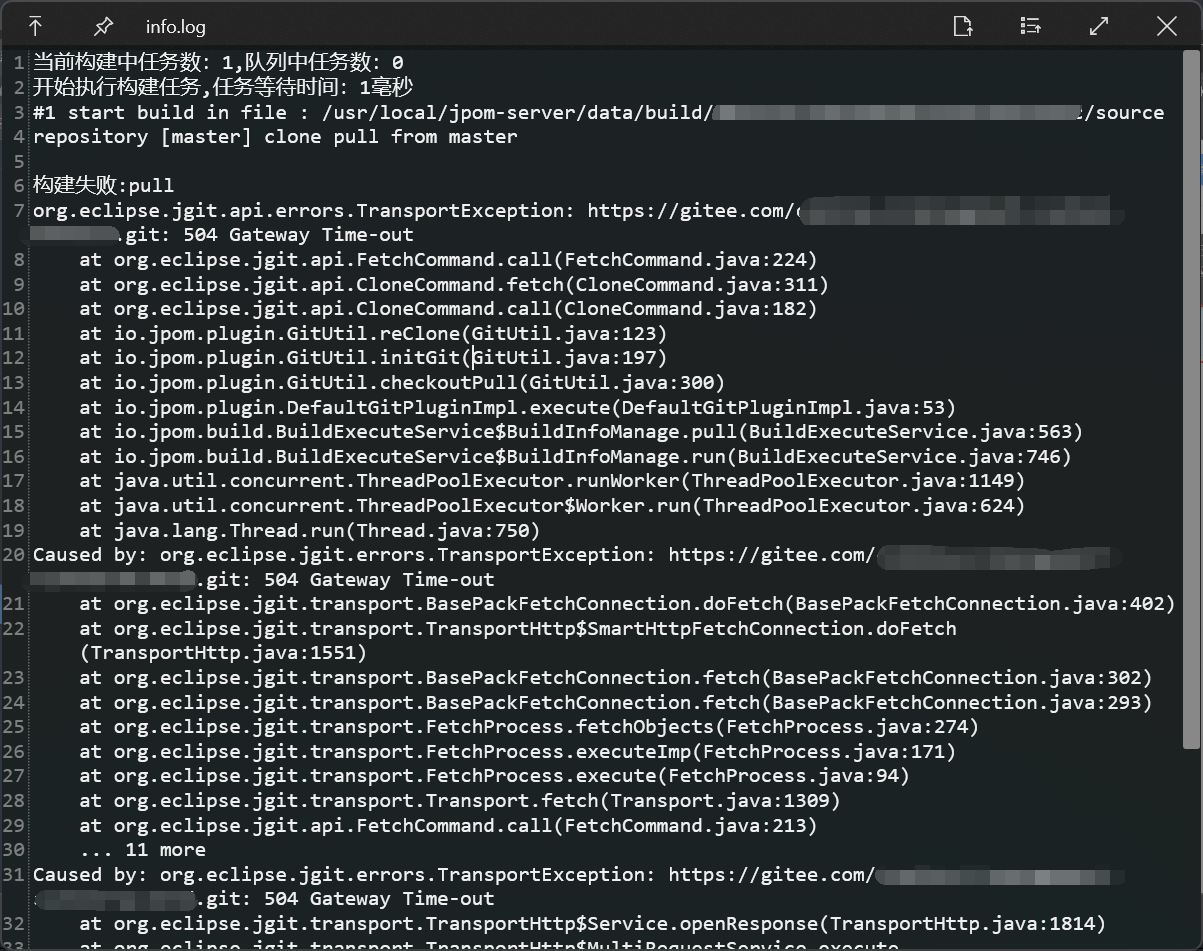 info.log
1 当前构建中任务数: 1,队列中任务数: 0
2 开始执行构建任务,任务等待时间: 1毫秒
3 #1 start build in file : /usr/local/jpom-server/data/build/ /source
4 repository [master] clone pull from master
5
6 构建失败:pull
7 org.eclipse.jgit.api.errors.TransportException: https://gitee.com/
.git: 504 Gateway Time-out
8 at org.eclipse.jgit.api.FetchCommand.call(FetchCommand.java:224)
9 at org.eclipse.jgit.api.CloneCommand.fetch(CloneCommand.java:311)
10 at org.eclipse.jgit.api.CloneCommand.call(CloneCommand.java:182)
11 at io.jpom.plugin.GitUtil.reClone(GitUtil.java:123)
12 at io.jpom.plugin.GitUtil.initGit(GitUtil.java:197)
13 at io.jpom.plugin.GitUtil.checkoutPull(GitUtil.java:300)
14 at io.jpom.plugin.DefaultGitPluginImpl.execute(DefaultGitPluginImpl.java:53)
15 at io.jpom.build.BuildExecuteService$BuildInfoManage.pull(BuildExecuteService.java:563)
16 at io.jpom.build.BuildExecuteService$BuildInfoManage.run(BuildExecuteService.java:746)
17 at java.util.concurrent.ThreadPoolExecutor.runWorker(ThreadPoolExecutor.java:1149)
18 at java.util.concurrent.ThreadPoolExecutor$Worker.run(ThreadPoolExecutor.java:624)
19 at java.lang.Thread.run(Thread.java:750)
20 Caused by: org.eclipse.jgit.errors.TransportException: https://gitee.com/
.git: 504 Gateway Time-out
21 at org.eclipse.jgit.transport.BasePackFetchConnection.doFetch(BasePackFetchConnection.java:402)
22 at org.eclipse.jgit.transport.TransportHttp$SmartHttpFetchConnection.doFetch
(TransportHttp.java:1551)
23 at org.eclipse.jgit.transport.BasePackFetchConnection.fetch(BasePackFetchConnection.java:302)
24 at org.eclipse.jgit.transport.BasePackFetchConnection.fetch(BasePackFetchConnection.java:293)
25 at org.eclipse.jgit.transport.FetchProcess.fetchObjects(FetchProcess.java:274)
26 at org.eclipse.jgit.transport.FetchProcess.executeImp(FetchProcess.java:171)
27 at org.eclipse.jgit.transport.FetchProcess.execute(FetchProcess.java:94)
28 at org.eclipse.jgit.transport.Transport.fetch(Transport.java:1309)
29 at org.eclipse.jgit.api.FetchCommand.call(FetchCommand.java:213)
30 ... 11 more
31 Caused by: org.eclipse.jgit.errors.TransportException: https://gitee.com/
.git: 504 Gateway Time-out
32 at org.eclipse.jgit.transport.TransportHttp$Service.openResponse(TransportHttp.java:1814)
33 at org.eclipse.jgit.transport.TransportHttp$MultiRequestService.execute